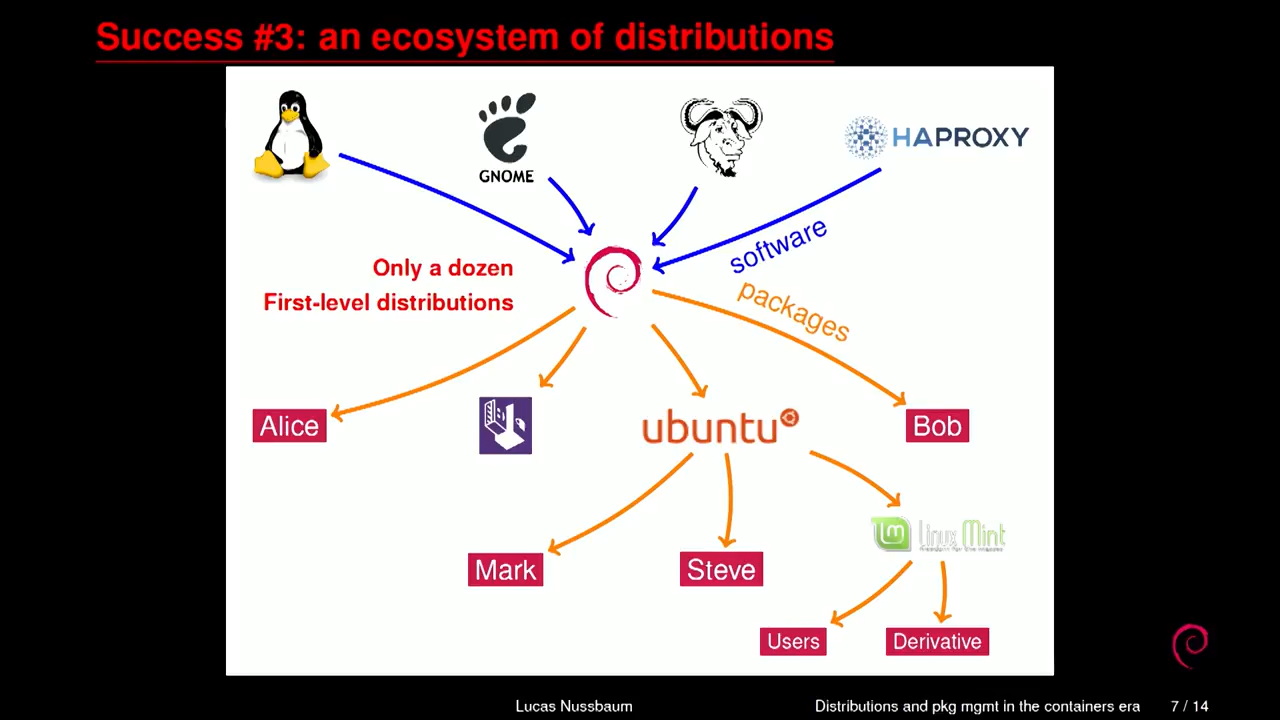 Success #3: an ecosystem of distributions
GNOME
HAPROXY
software
Only a dozen
First-level distributions
packages
Alice
ubuntu
Bob
Linux Mint
Mark
Steve
Users
Derivative
Lucas Nussbaum
Distributions and pkg mgmt in the containers era
7 / 14